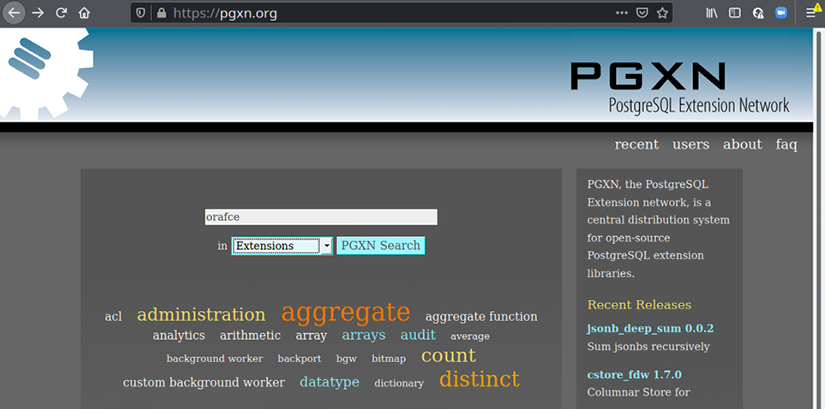 https://pgxn.org
PGXN
PostgreSQL Extension Network
recent users about faq
orafce
in Extensions PGXN Search
acl administration aggregate aggregate function
analytics arithmetic array arrays audit average
background worker backport bgw bitmap count
custom background worker datatype dictionary distinct
PGXN, the PostgreSQL
Extension network, is a
central distribution system
for open-source
PostgreSQL extension
libraries.
Recent Releases
jsonb_deep_sum 0.0.2
Sum jsonbs recursively
cstore_fdw 1.7.0
Columnar Store for